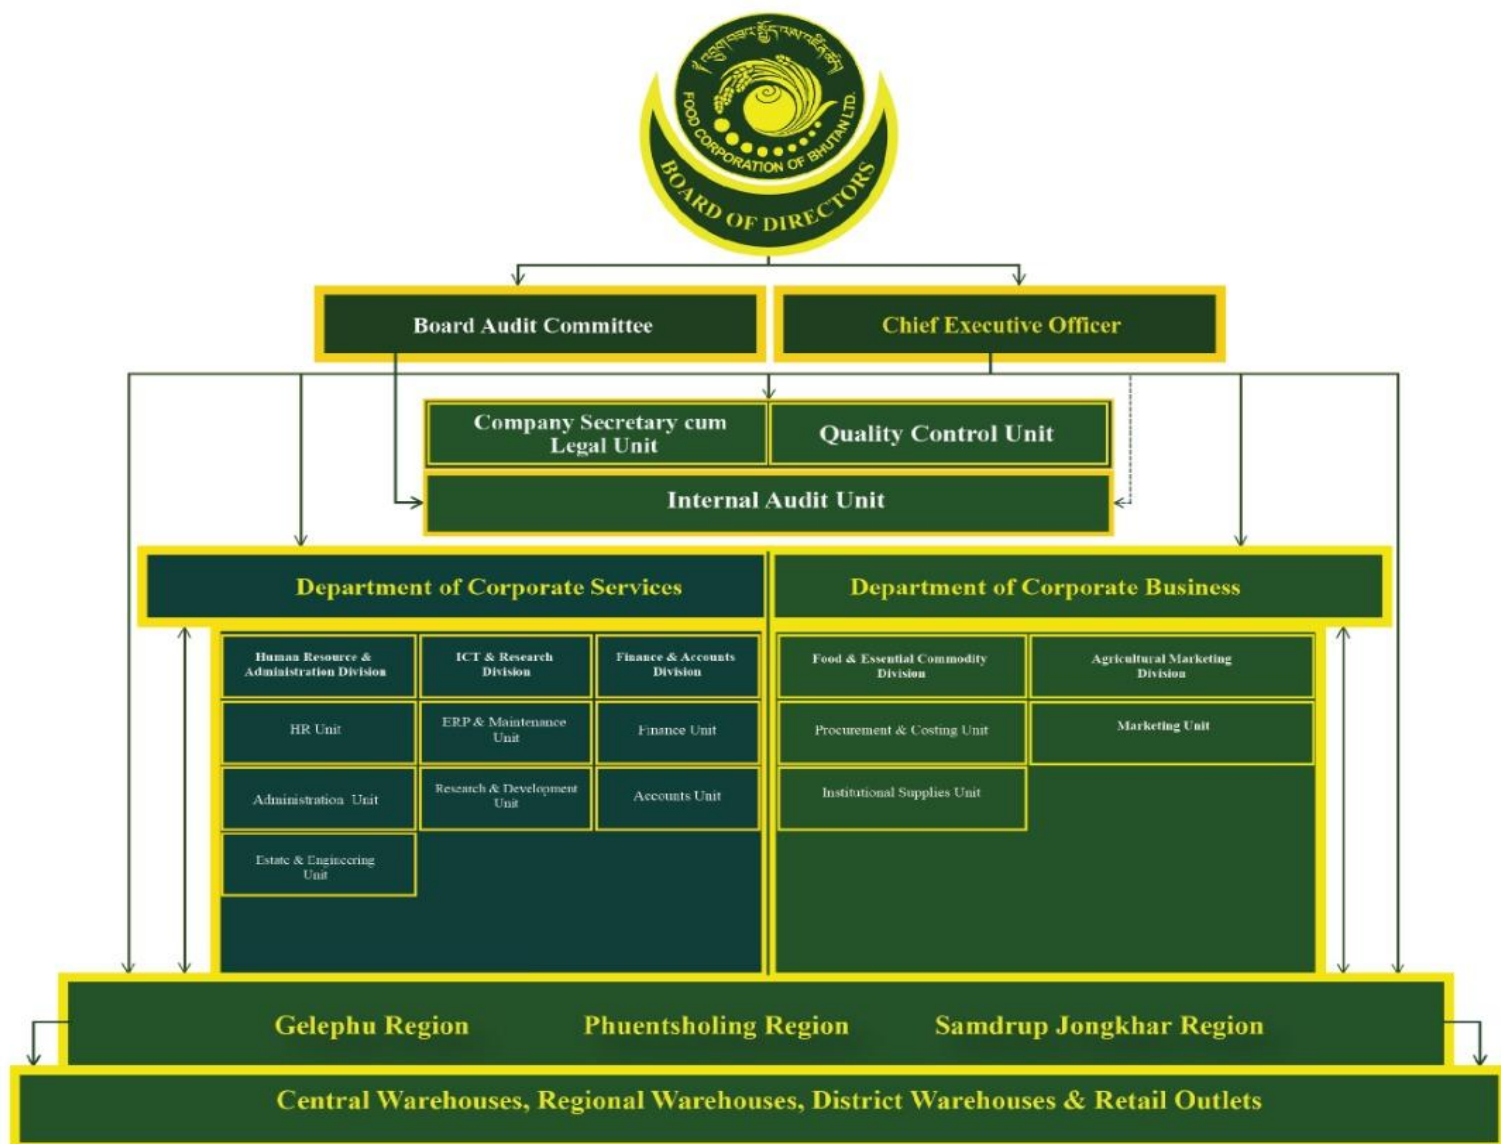 FOOD CORPORATION OF BHUTAN LTD.
BOARD OF DIRECTORS
Board Audit Committee
Chief Executive Officer
Company Secretary cum
Legal Unit
Quality Control Unit
Internal Audit Unit
Department of Corporate Services
Department of Corporate Business
Human Resource &
Administration Division
ICT & Research
Division
Finance & Accounts
Division
Food & Essential Commodity
Division
Agricultural Marketing
Division
HR Unit
ERP & Maintenance
Unit
Finance Unit
Procurement & Costing Unit
Marketing Unit
Administration Unit
Research & Development
Unit
Accounts Unit
Institutional Supplies Unit
Estate & Engineering
Unit
Gelephu Region
Phuentsholing Region
Samdrup Jongkhar Region
Central Warehouses, Regional Warehouses, District Warehouses & Retail Outlets